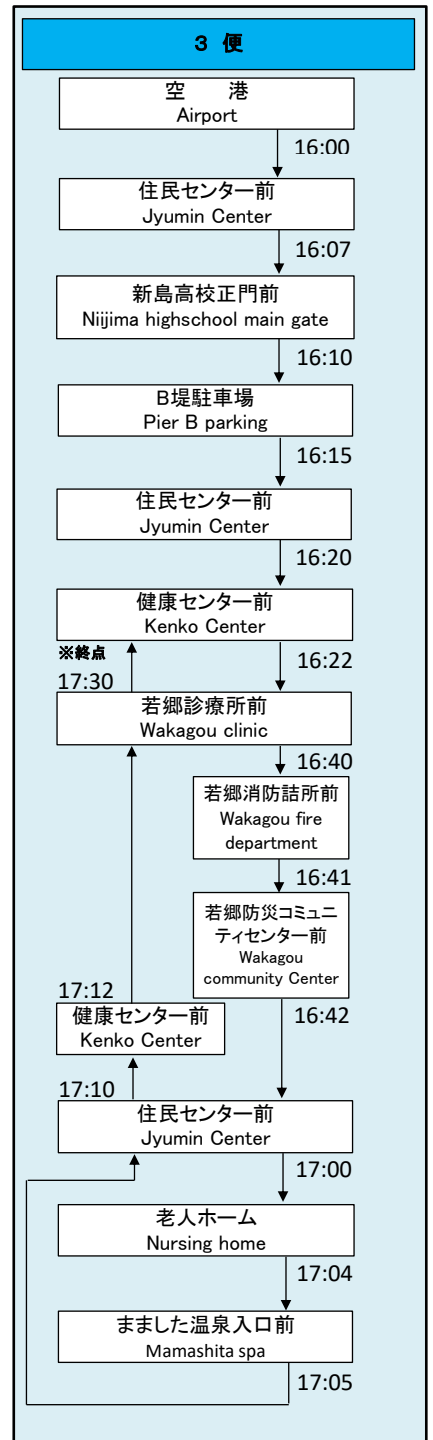 3 便
空 港
Airport
16:00
住民センター前
Jyumin Center
16:07
新島高校正門前
Niijima highschool main gate
16:10
B堤駐車場
Pier B parking
16:15
住民センター前
Jyumin Center
16:20
健康センター前
Kenko Center
※終点
17:30
16:22
若郷診療所前
Wakagou clinic
16:40
若郷消防詰所前
Wakagou fire
department
16:41
若郷防災コミュニ
ティセンター前
Wakagou
community Center
17:12
16:42
健康センター前
Kenko Center
17:10
住民センター前
Jyumin Center
17:00
老人ホーム
Nursing home
17:04
まました温泉入口前
Mamashita spa
17:05